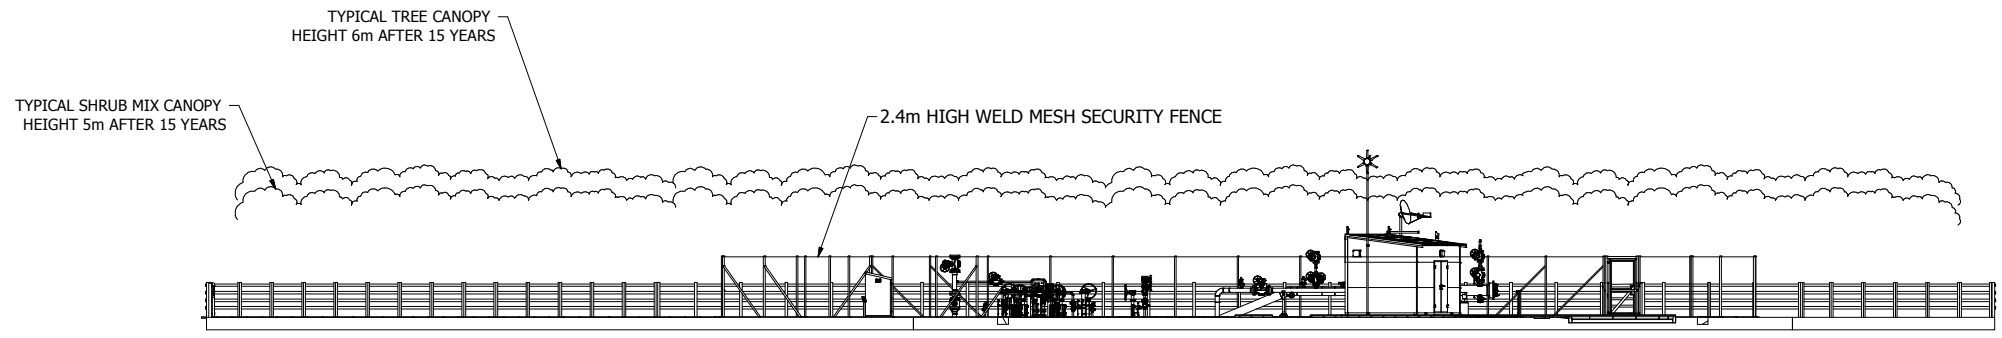 TYPICAL TREE CANOPY
HEIGHT 6m AFTER 15 YEARS
TYPICAL SHRUB MIX CANOPY
HEIGHT 5m AFTER 15 YEARS
2.4m HIGH WELD MESH SECURITY FENCE